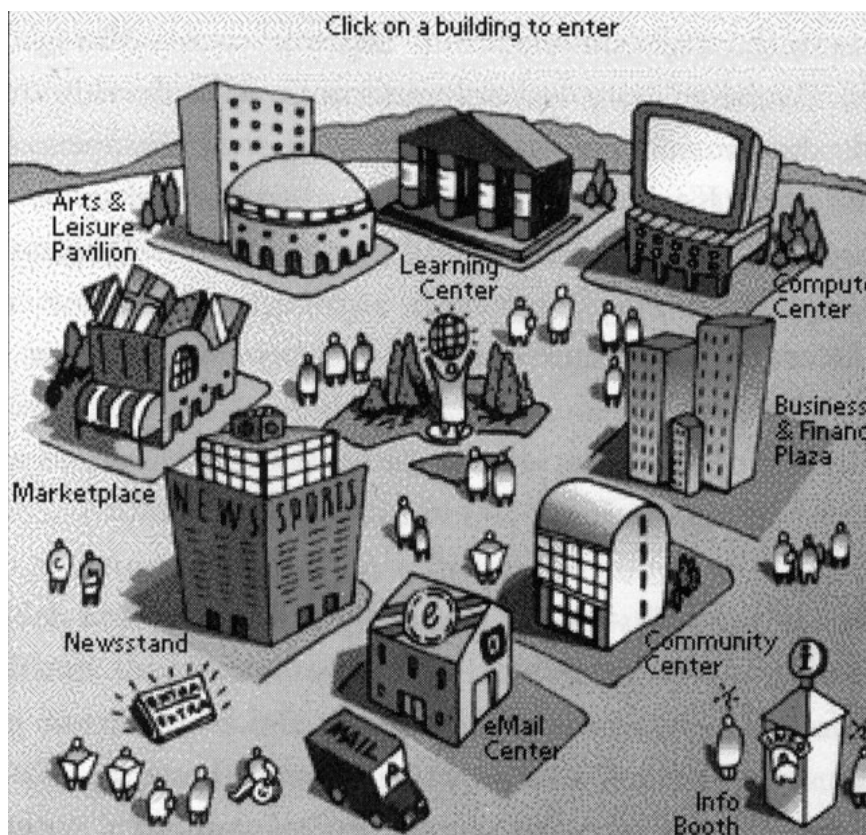 Click on a building to enter
Arts &
Leisure
Pavilion
Learning
Center
Compute
Center
Business
& Financ
Plaza
Marketplace
NEWS SPORTS
Newsstand
Community
Center
e
eMail
Center
MAIL
EXTRA
EXTRA
i
INFO
Info
Booth